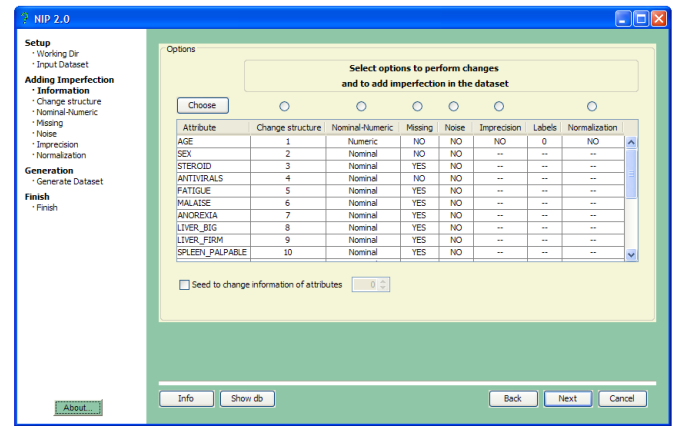 NIP 2.0
Setup
· Working Dir
· Input Dataset
Adding Imperfection
· Information
· Change structure
· Nominal-Numeric
· Missing
· Noise
· Imprecision
· Normalization
Generation
· Generate Dataset
Finish
· Finish
About...
Options
Select options to perform changes
and to add imperfection in the dataset
Choose
Attribute Change structure Nominal-Numeric Missing Noise Imprecision Labels Normalization
AGE 1 Numeric NO NO NO 0 NO
SEX 2 Nominal NO NO -- -- --
STEROID 3 Nominal YES NO -- -- --
ANTIVIRALS 4 Nominal NO NO -- -- --
FATIGUE 5 Nominal YES NO -- -- --
MALAISE 6 Nominal YES NO -- -- --
ANOREXIA 7 Nominal YES NO -- -- --
LIVER_BIG 8 Nominal YES NO -- -- --
LIVER_FIRM 9 Nominal YES NO -- -- --
SPLEEN_PALPABLE 10 Nominal YES NO -- -- --
Seed to change information of attributes 0
Info Show db Back Next Cancel